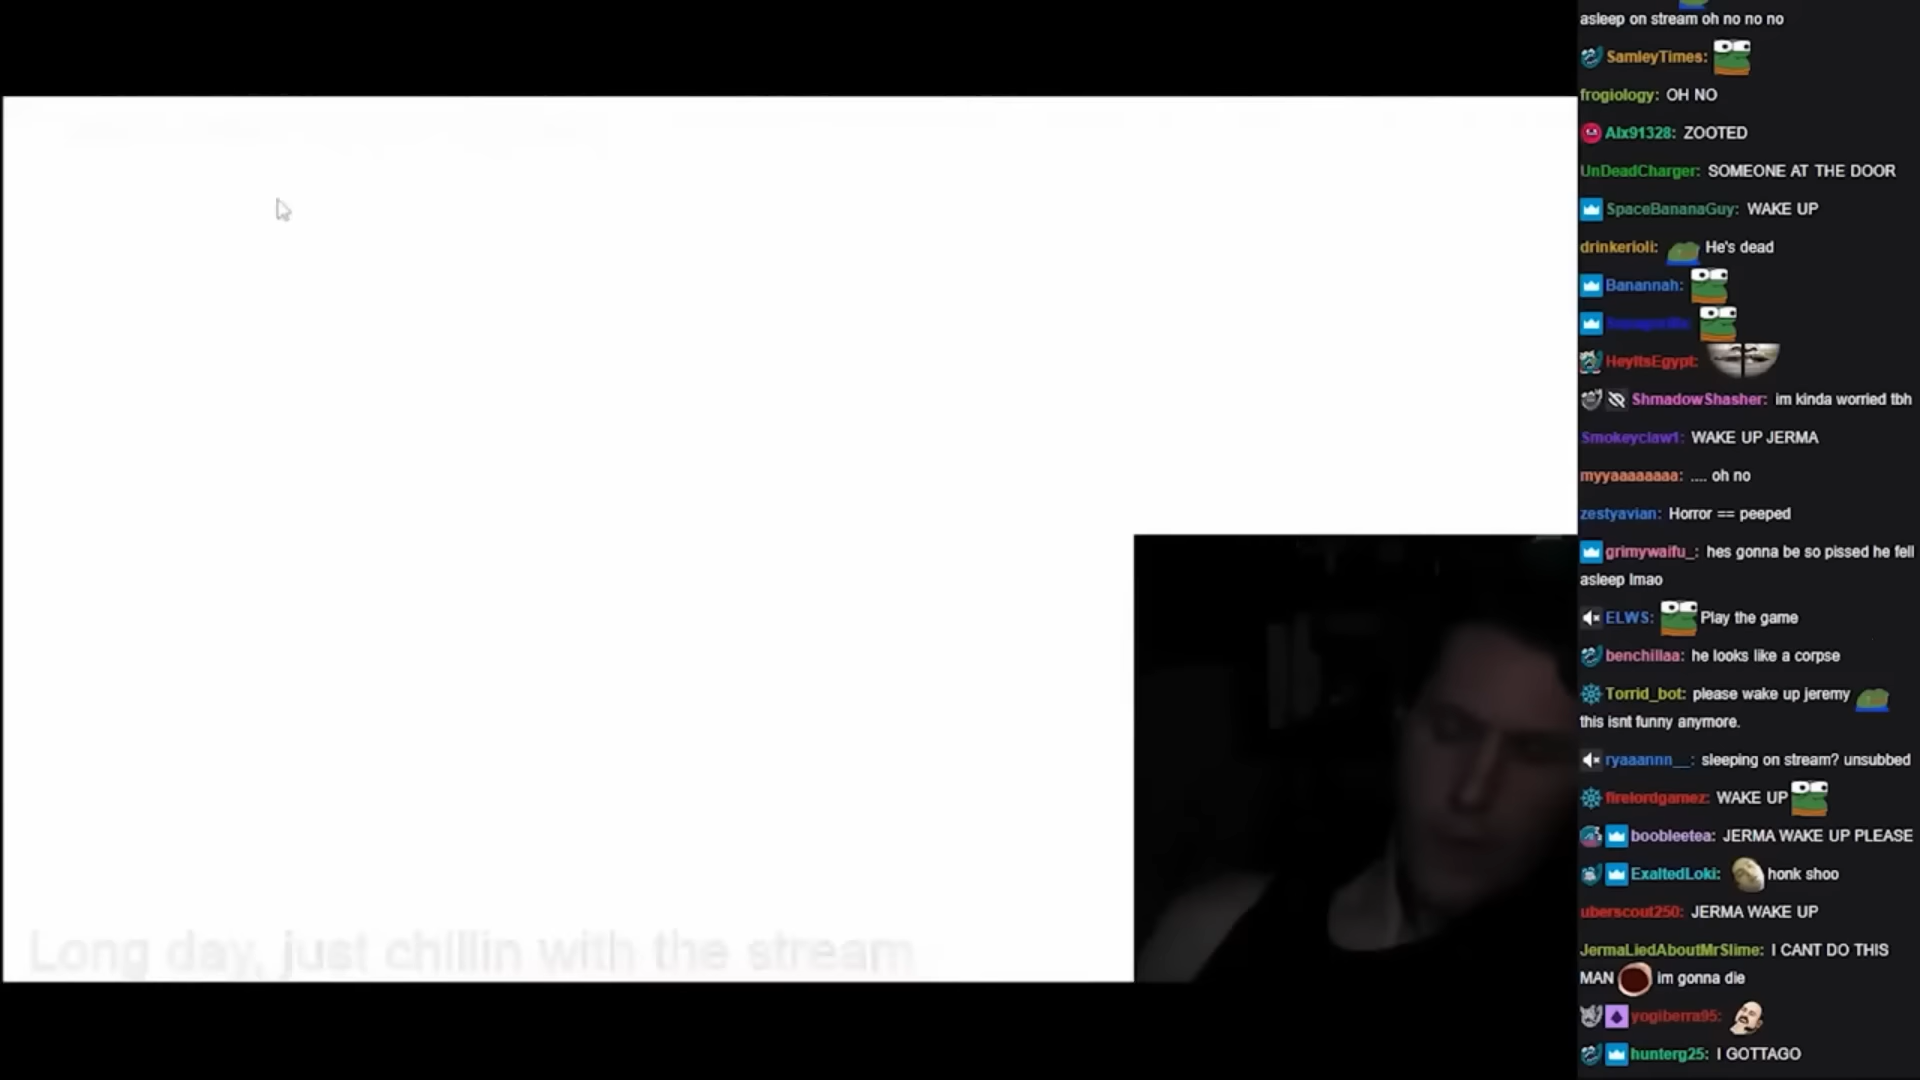 asleep on stream oh no no no
SamleyTimes:
frogiology: OH NO
Alx91328: ZOOTED
UnDeadCharger: SOMEONE AT THE DOOR
SpaceBananaGuy: WAKE UP
drinkerioli: He's dead
Banannah:
HeyItsEgypt:
ShmadowShasher: im kinda worried tbh
Smokeyclaw1: WAKE UP JERMA
myyaaaaaaaa: .... oh no
zestyavian: Horror == peeped
grimywaifu_: hes gonna be so pissed he fell
asleep lmao
ELWS: Play the game
benchillaa: he looks like a corpse
Torrid_bot: please wake up jeremy
this isnt funny anymore.
ryaaannn__: sleeping on stream? unsubbed
firelordgamez: WAKE UP
boobleetea: JERMA WAKE UP PLEASE
ExaltedLoki: honk shoo
uberscout250: JERMA WAKE UP
JermaLiedAboutMrSlime: I CANT DO THIS
MAN im gonna die
yogiberra95:
hunterg25: I GOTTAGO
Long day, just chillin with the stream